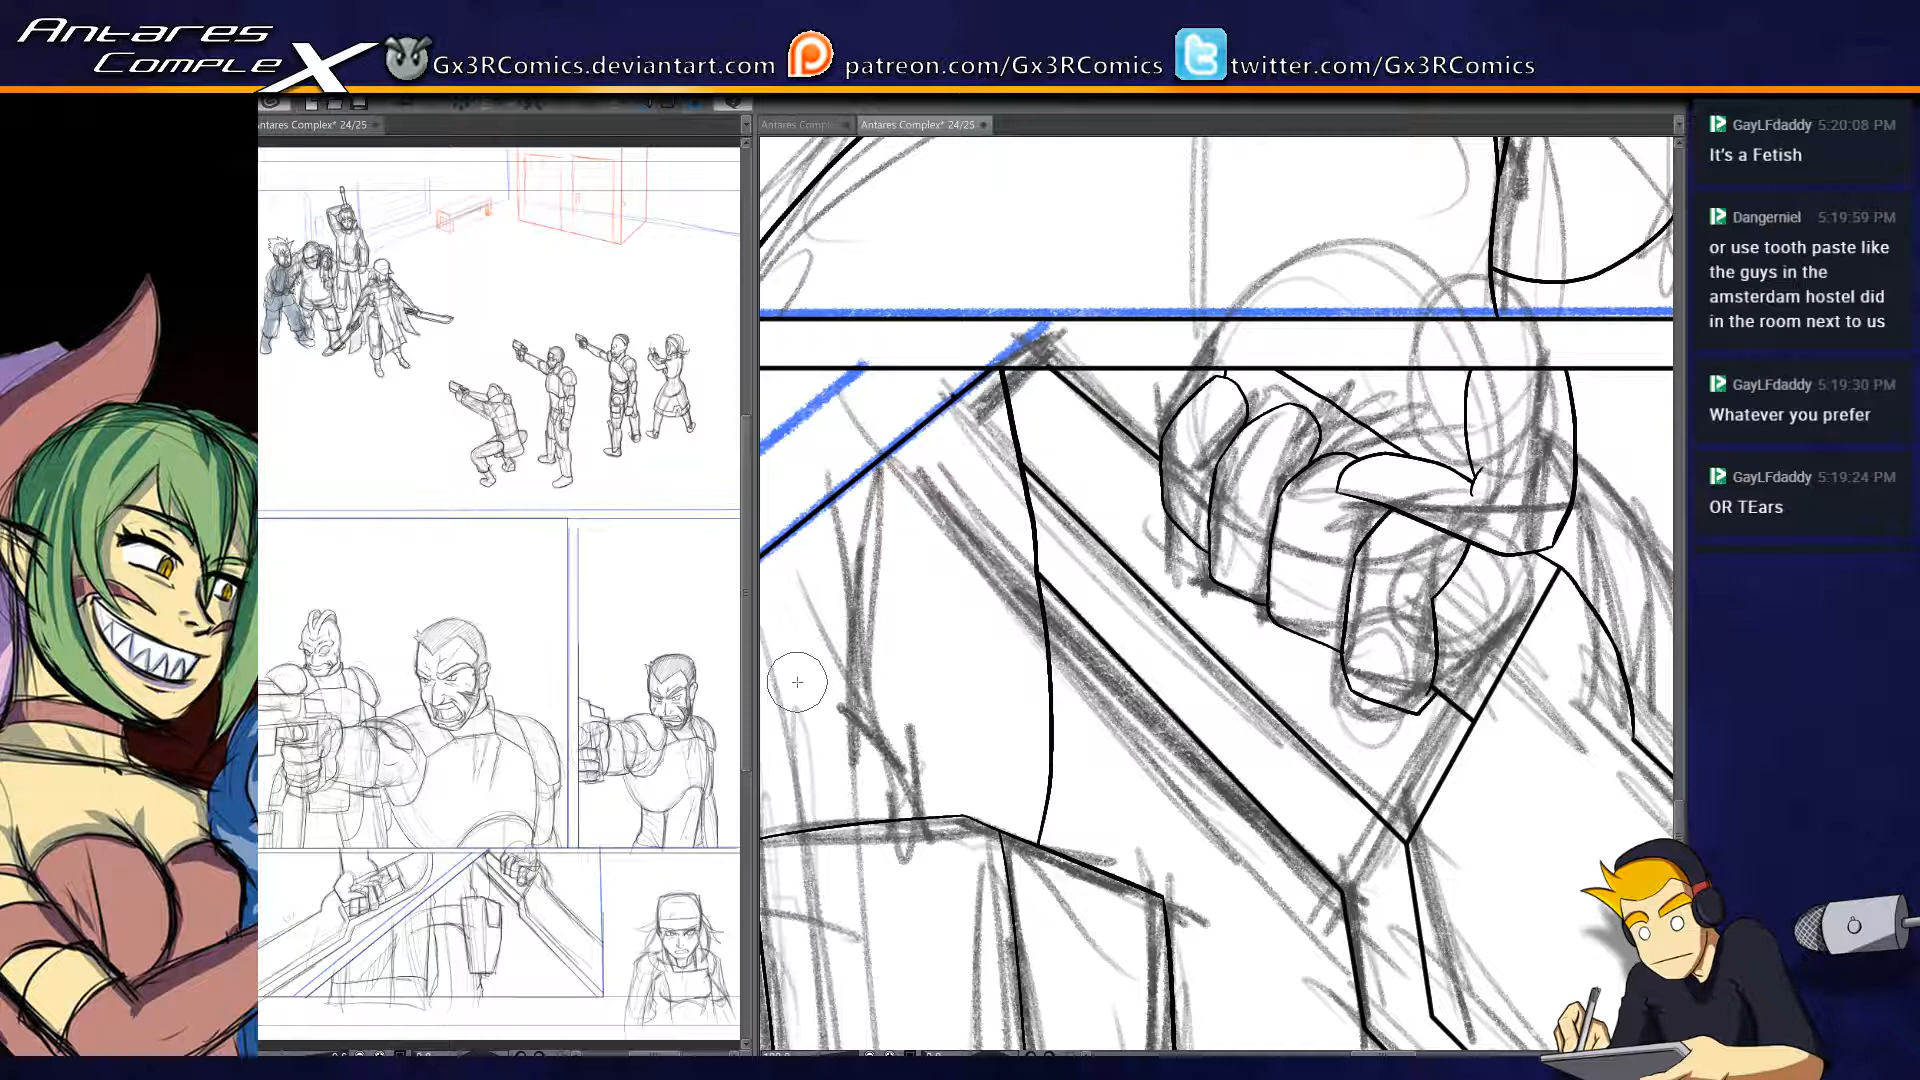 Antares
Complex
Gx3RComics.deviantart.com
patreon.com/Gx3RComics
twitter.com/Gx3RComics
Antares Complex* 24/25
Antares Compl
Antares Complex* 24/25
GayLFdaddy 5:20:08 PM
It's a Fetish
Dangerniel 5:19:59 PM
or use tooth paste like
the guys in the
amsterdam hostel did
in the room next to us
GayLFdaddy 5:19:30 PM
Whatever you prefer
GayLFdaddy 5:19:24 PM
OR TEars